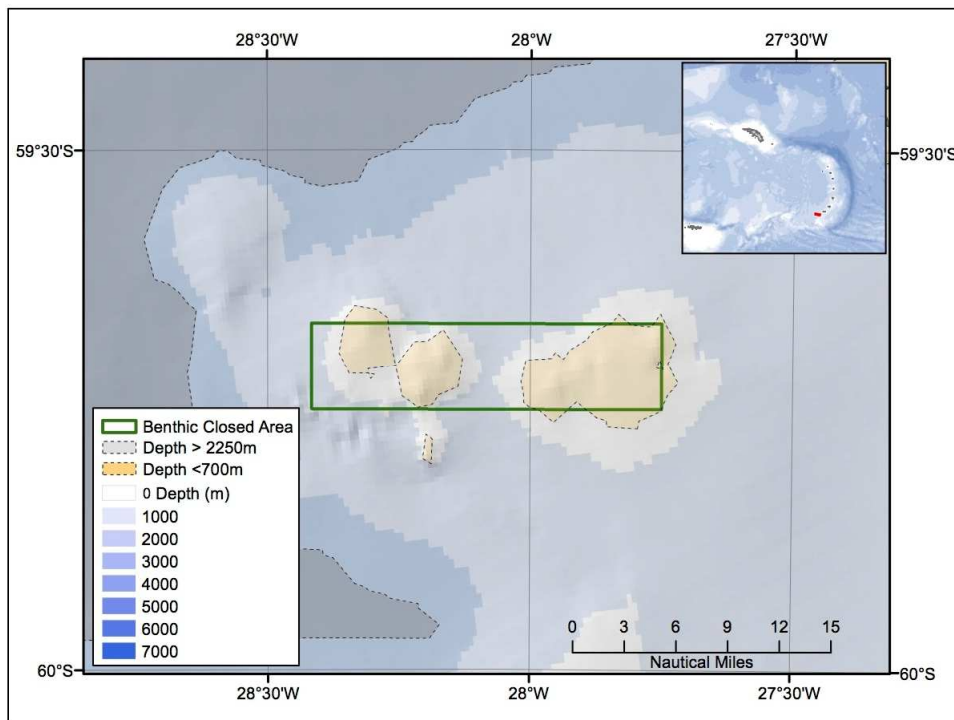 28°30'W 28°W 27°30'W
59°30'S 59°30'S
Benthic Closed Area
Depth > 2250m
Depth <700m
0 Depth (m)
1000
2000
3000
4000
5000
6000
7000
0 3 6 9 12 15
Nautical Miles
60°S 60°S
28°30'W 28°W 27°30'W